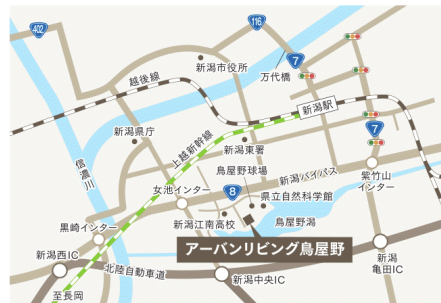 402
116
7
越後線
新潟市役所
万代橋
新潟駅
新潟県庁
上越新幹線
新潟東署
7
信濃川
鳥屋野球場
新潟バイパス
紫竹山
インター
女池インター
8
県立自然科学館
新潟江南高校
鳥屋野潟
黒崎インター
アーバンリビング鳥屋野
新潟西IC
北陸自動車道
新潟
亀田IC
新潟中央IC
至長岡